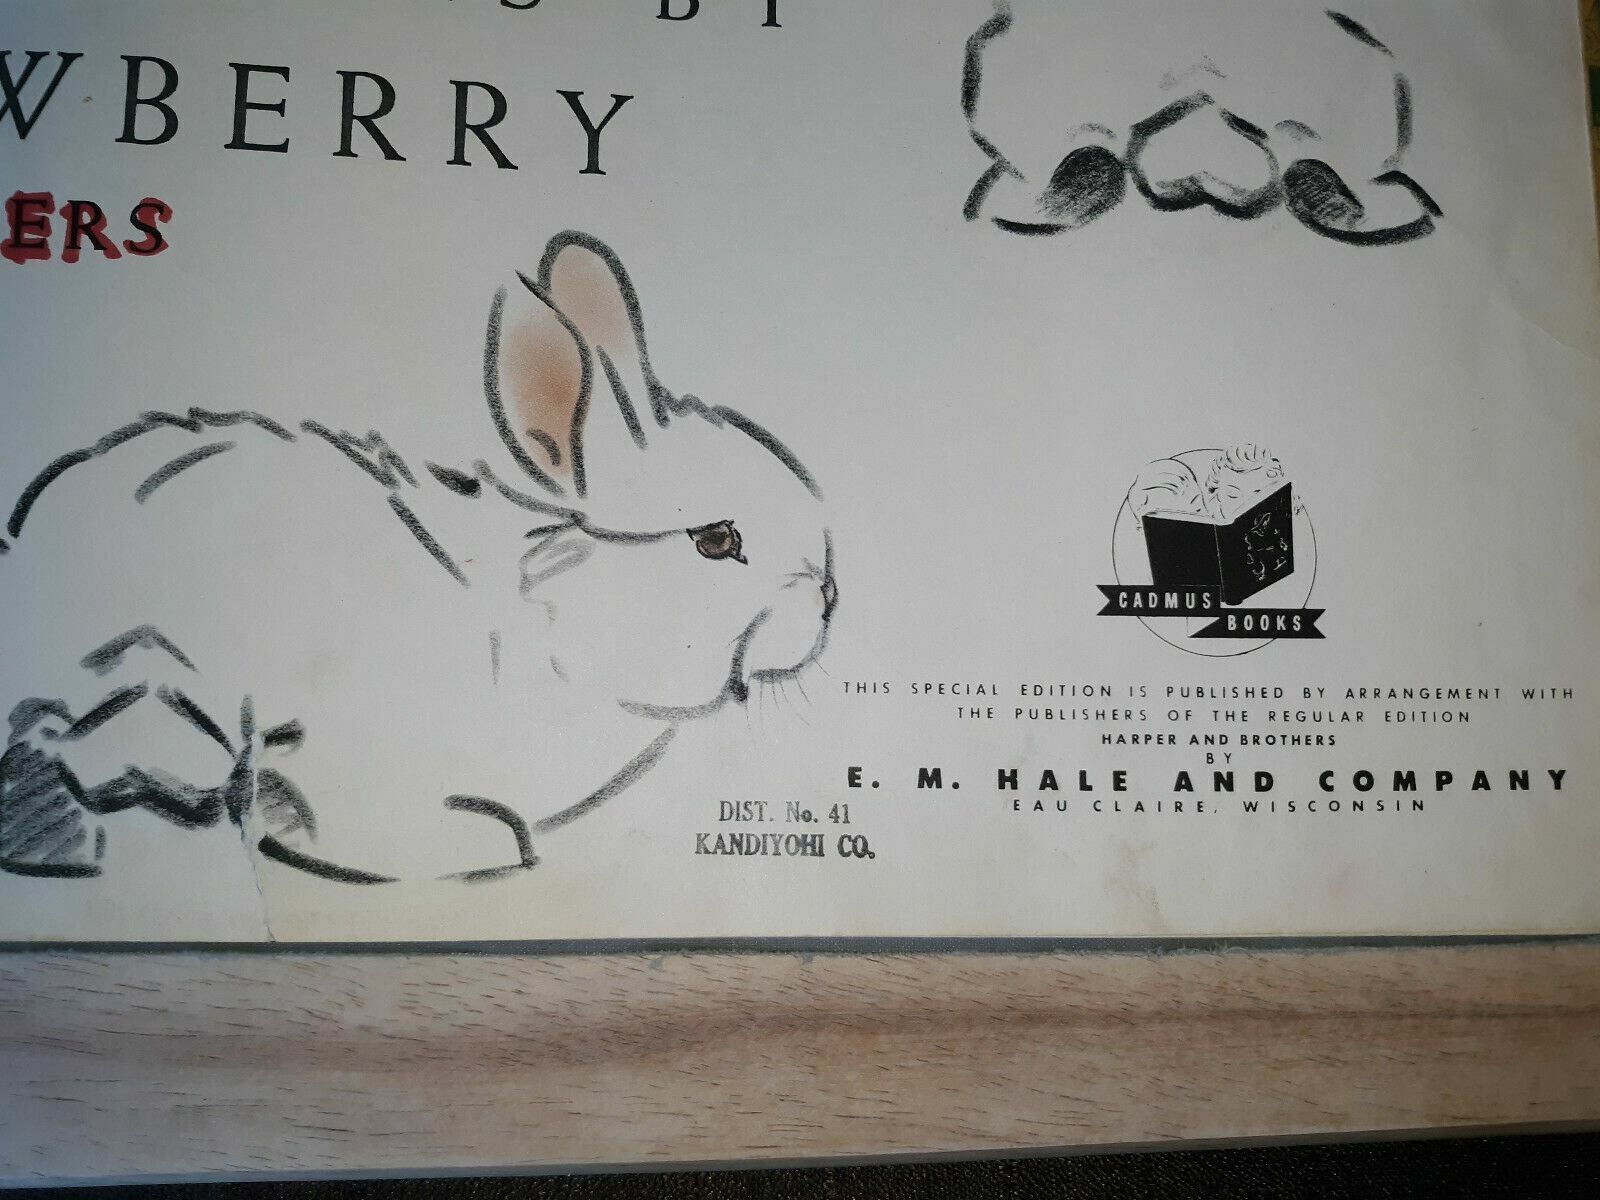 BY
WBERRY
ERS
CADMUS
BOOKS
THIS SPECIAL EDITION IS PUBLISHED BY ARRANGEMENT WITH
THE PUBLISHERS OF THE REGULAR EDITION
HARPER AND BROTHERS
BY
E. M. HALE AND COMPANY
EAU CLAIRE, WISCONSIN
DIST. No. 41
KANDIYOHI CO.